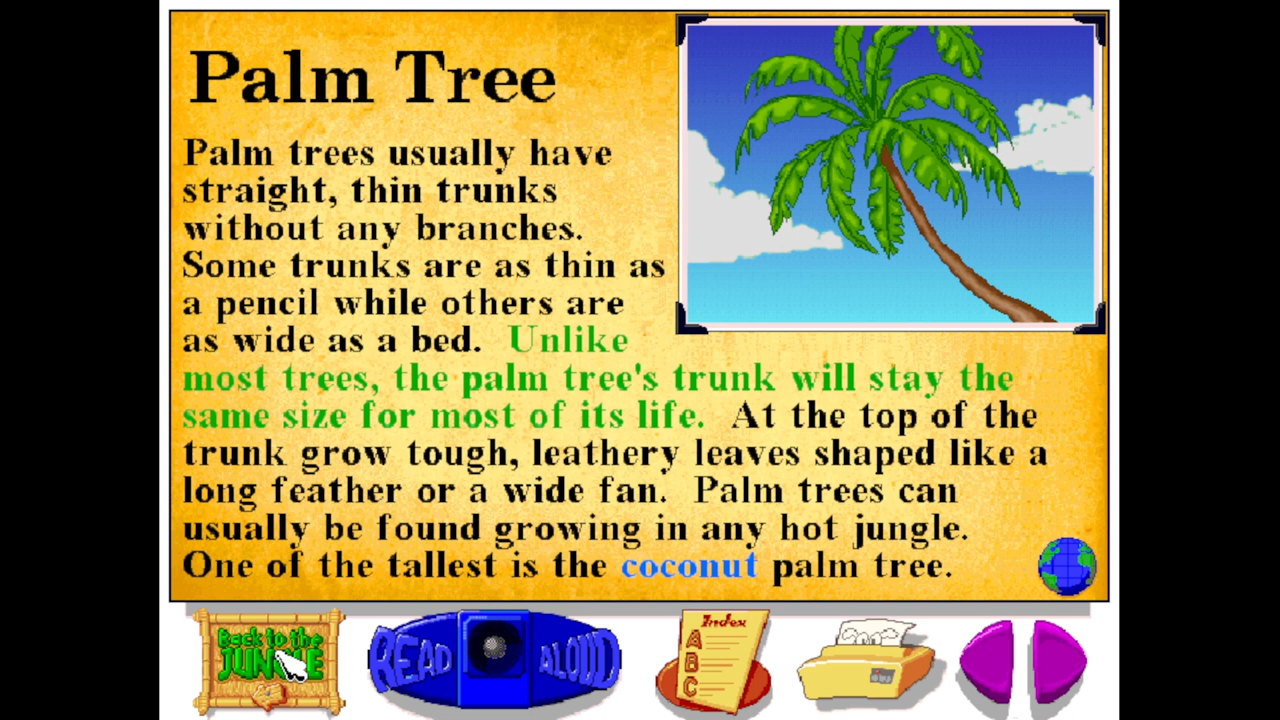 Palm Tree
Palm trees usually have
straight, thin trunks
without any branches.
Some trunks are as thin as
a pencil while others are
as wide as a bed. Unlike
most trees, the palm tree's trunk will stay the
same size for most of its life. At the top of the
trunk grow tough, leathery leaves shaped like a
long feather or a wide fan. Palm trees can
usually be found growing in any hot jungle.
One of the tallest is the coconut palm tree.
Back to the
JUNGLE
READ ALOUD
Index
A
B
C